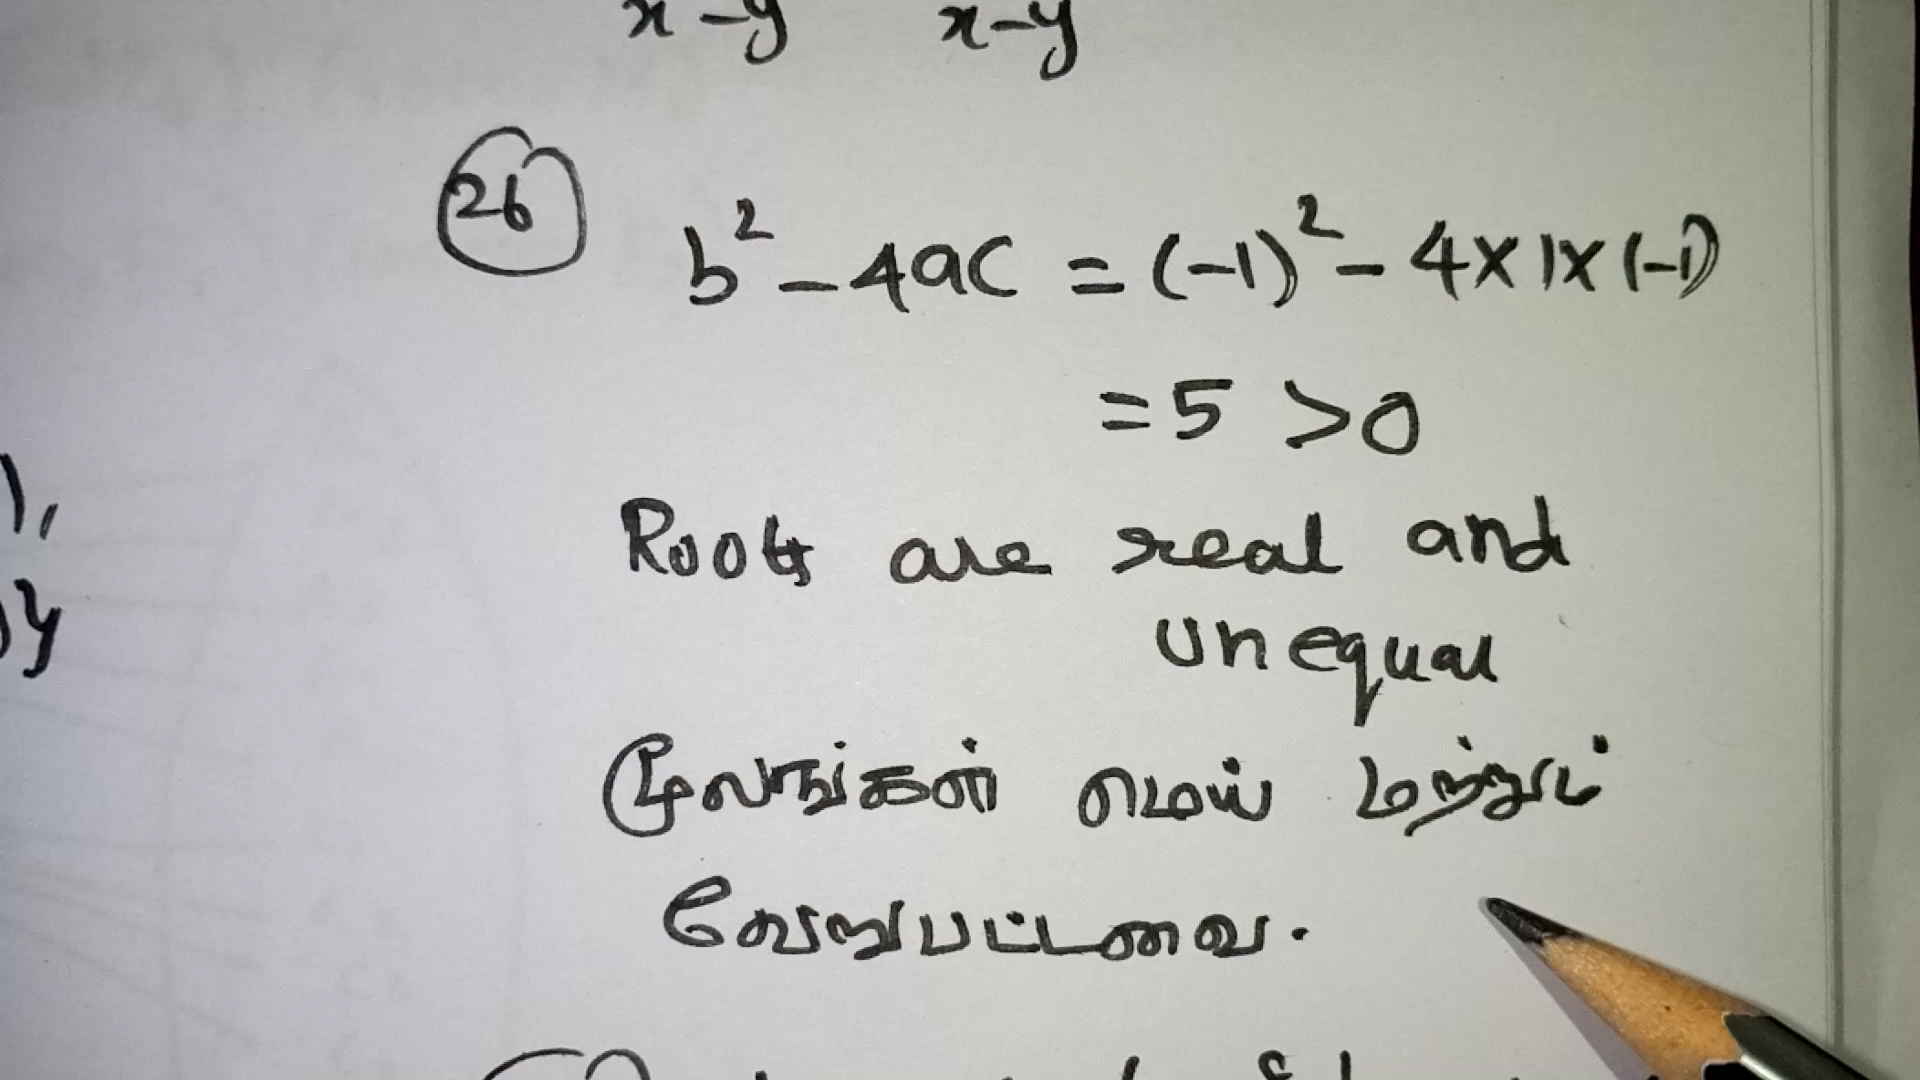 x-y x-y
26 b² - 4ac = (-1)² - 4×1×(-1)
= 5 > 0
Roots are real and
unequal
மூலங்கள் மெய் மற்றும்
வேறுபட்டவை.